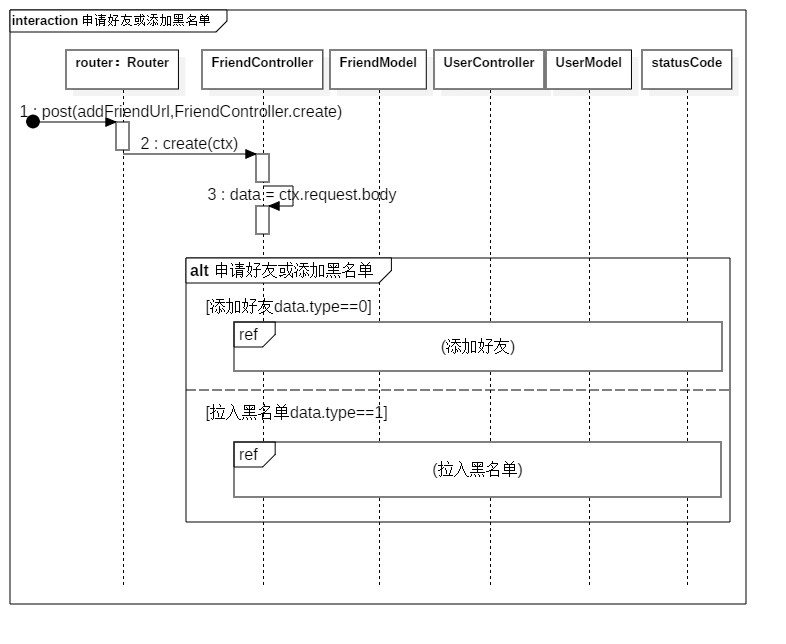 interaction 申请好友或添加黑名单
router：Router
FriendController
FriendModel
UserController
UserModel
statusCode
1 : post(addFriendUrl,FriendController.create)
2 : create(ctx)
3 : data = ctx.request.body
alt 申请好友或添加黑名单
[添加好友data.type==0]
ref
(添加好友)
[拉入黑名单data.type==1]
ref
(拉入黑名单)